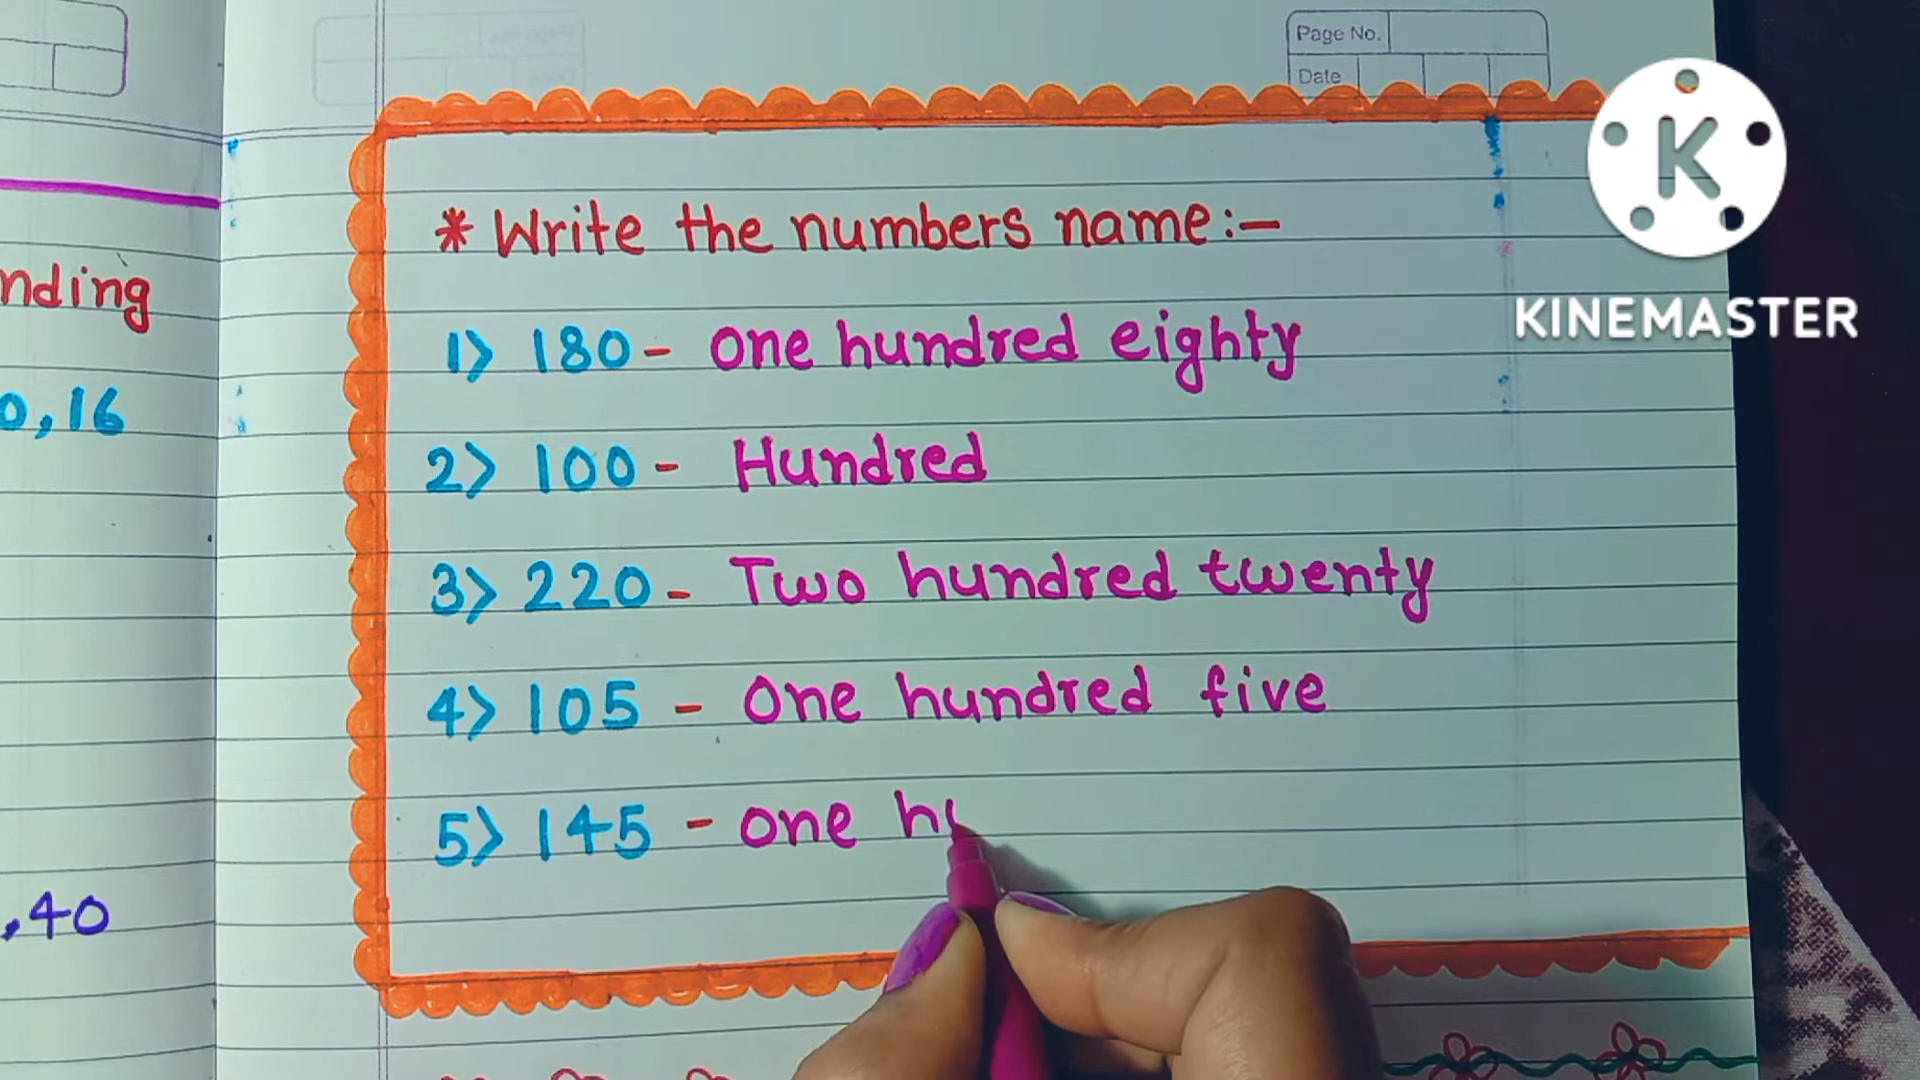 Page No.
Date
nding
0,16
,40
* Write the numbers name:-
1> 180 - One hundred eighty
2> 100 - Hundred
3> 220 - Two hundred twenty
4> 105 - One hundred five
5> 145 - one hu
K
KINEMASTER